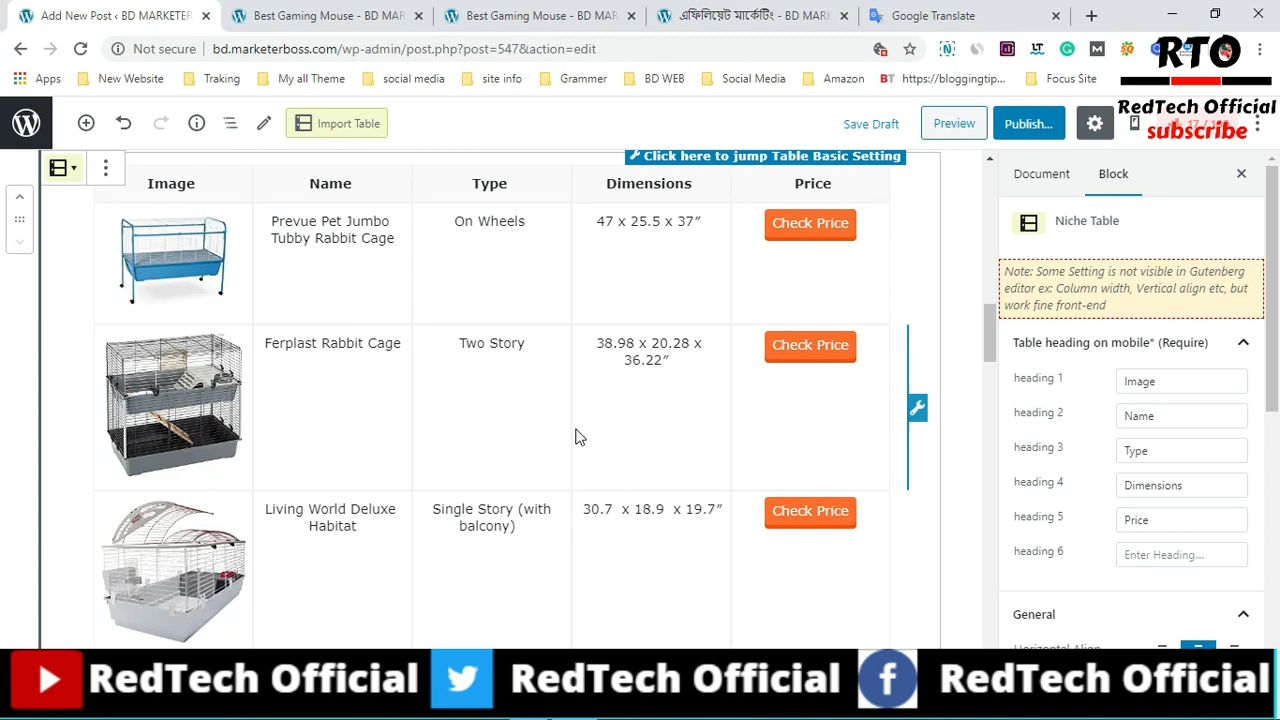 Add New Post ‹ BD MARKETER
Best Gaming Mouse - BD MAR
Best Gaming Mouse - BD MAR
এফিলিয়েট মার্কেটিং - BD MARK
Google Translate
Not secure
bd.marketerboss.com/wp-admin/post.php?post=547&action=edit
Apps
New Website
Traking
My all Theme
social media
seo info
Grammer
BD WEB
Social Media
Amazon
https://bloggingtip...
site
Focus Site
RTO
RedTech Official
subscribe
Import Table
Save Draft
Preview
Publish...
Click here to jump Table Basic Setting
Image Name Type Dimensions Price
Prevue Pet Jumbo
Tubby Rabbit Cage
On Wheels
47 x 25.5 x 37″
Check Price
Ferplast Rabbit Cage
Two Story
38.98 x 20.28 x
36.22″
Check Price
Living World Deluxe
Habitat
Single Story (with
balcony)
30.7 x 18.9 x 19.7″
Check Price
Document
Block
Niche Table
Note: Some Setting is not visible in Gutenberg
editor ex: Column width, Vertical align etc, but
work fine front-end
Table heading on mobile* (Require)
heading 1 Image
heading 2 Name
heading 3 Type
heading 4 Dimensions
heading 5 Price
heading 6 Enter Heading....
General
Horizontal Align
RedTech Official
RedTech Official
RedTech Official